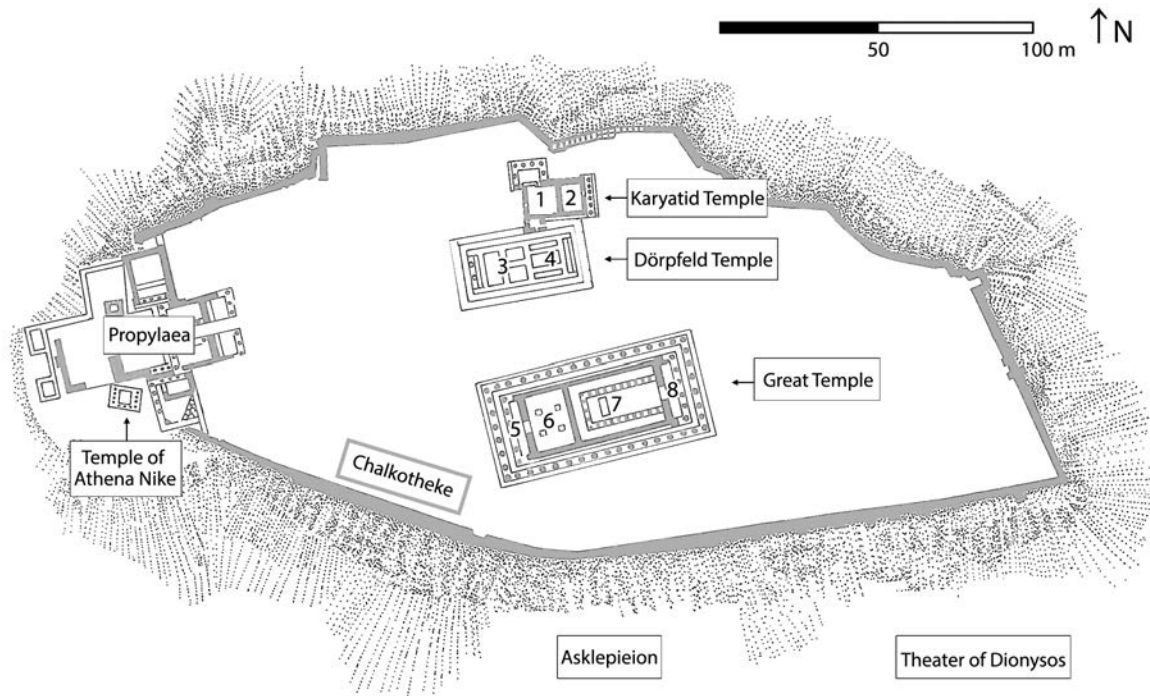 N
50
100 m
1
2
Karyatid Temple
3
4
Dörpfeld Temple
Propylaea
Great Temple
5
6
7
8
Temple of
Athena Nike
Chalkotheke
Asklepieion
Theater of Dionysos